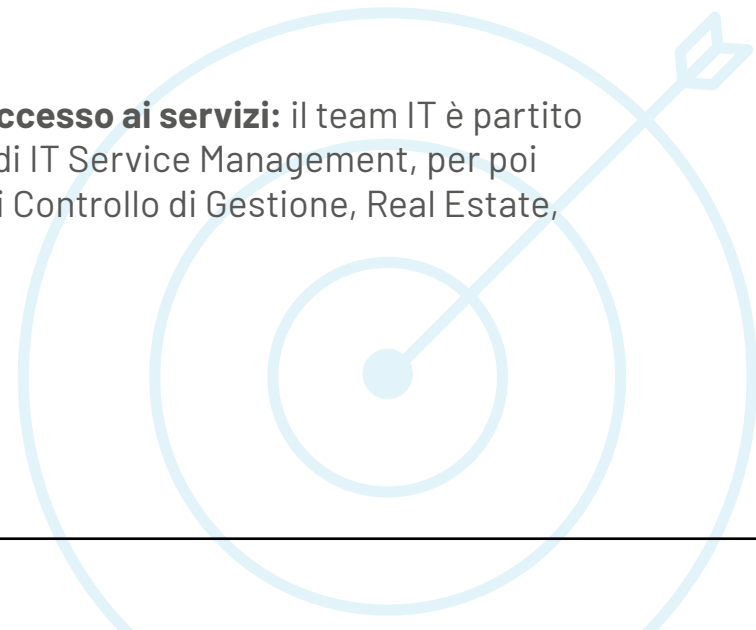 ccesso ai servizi: il team IT è partito
di IT Service Management, per poi
i Controllo di Gestione, Real Estate,